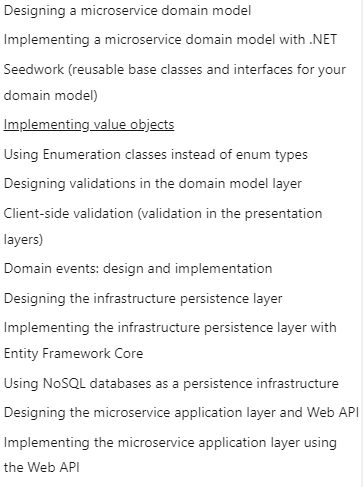 Designing a microservice domain model
Implementing a microservice domain model with .NET
Seedwork (reusable base classes and interfaces for your
domain model)
Implementing value objects
Using Enumeration classes instead of enum types
Designing validations in the domain model layer
Client-side validation (validation in the presentation
layers)
Domain events: design and implementation
Designing the infrastructure persistence layer
Implementing the infrastructure persistence layer with
Entity Framework Core
Using NoSQL databases as a persistence infrastructure
Designing the microservice application layer and Web API
Implementing the microservice application layer using
the Web API